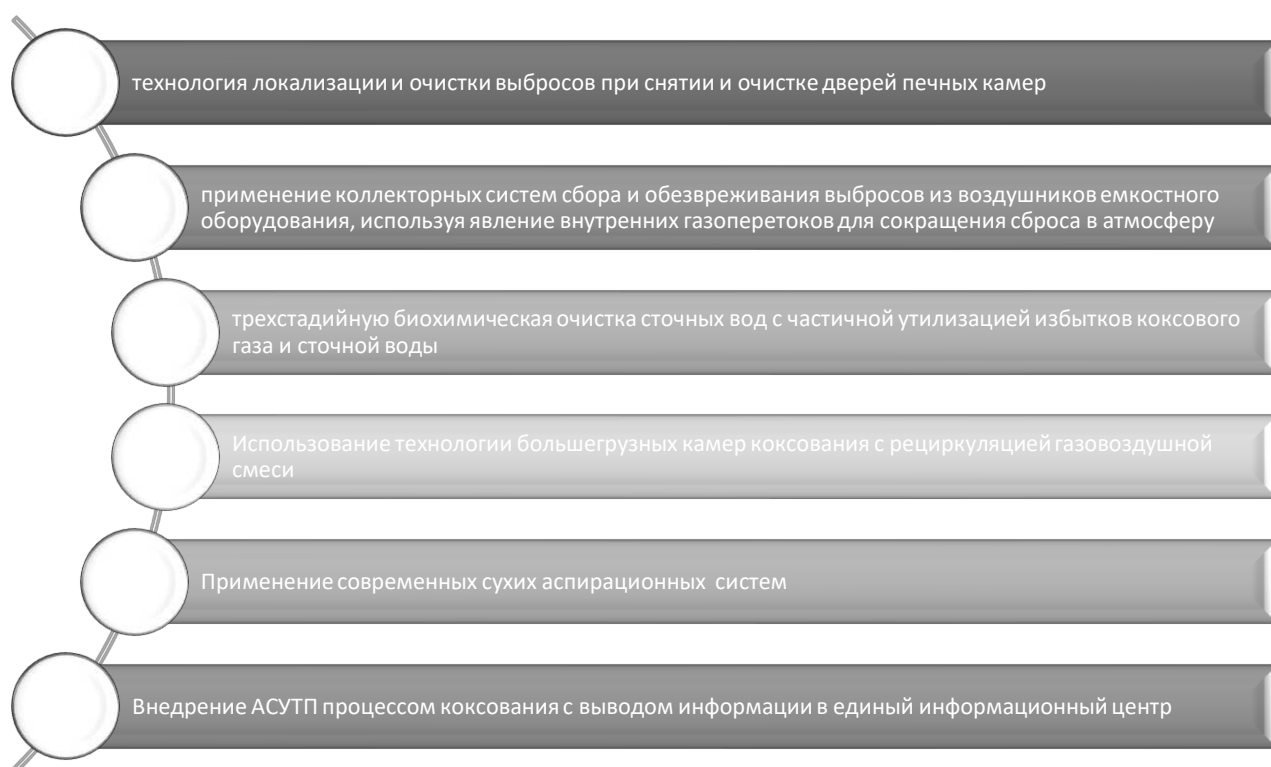 технология локализации и очистки выбросов при снятии и очистке дверей печных камер
применение коллекторных систем сбора и обезвреживания выбросов из воздушников емкостного
оборудования, используя явление внутренних газоперетоков для сокращения сброса в атмосферу
трехстадийную биохимическая очистка сточных вод с частичной утилизацией избытков коксового
газа и сточной воды
Использование технологии большегрузных камер коксования с рециркуляцией газовоздушной
смеси
Применение современных сухих аспирационных систем
Внедрение АСУТП процессом коксования с выводом информации в единый информационный центр